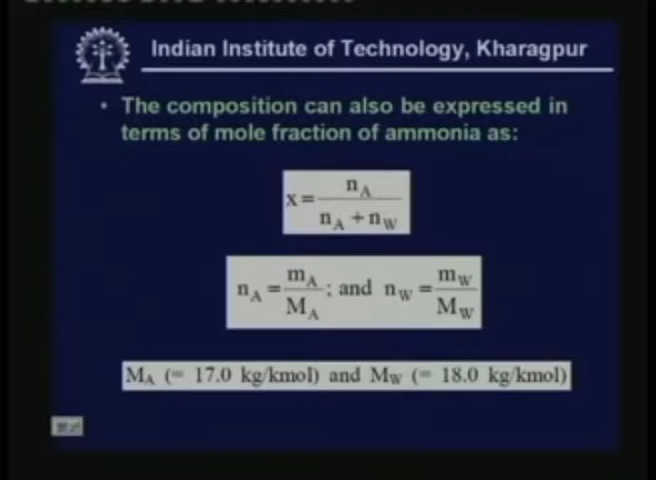 Indian Institute of Technology, Kharagpur
• The composition can also be expressed in
terms of mole fraction of ammonia as:
x = n_A / (n_A + n_W)
n_A = m_A / M_A ; and n_W = m_W / M_W
M_A (= 17.0 kg/kmol) and M_W (= 18.0 kg/kmol)